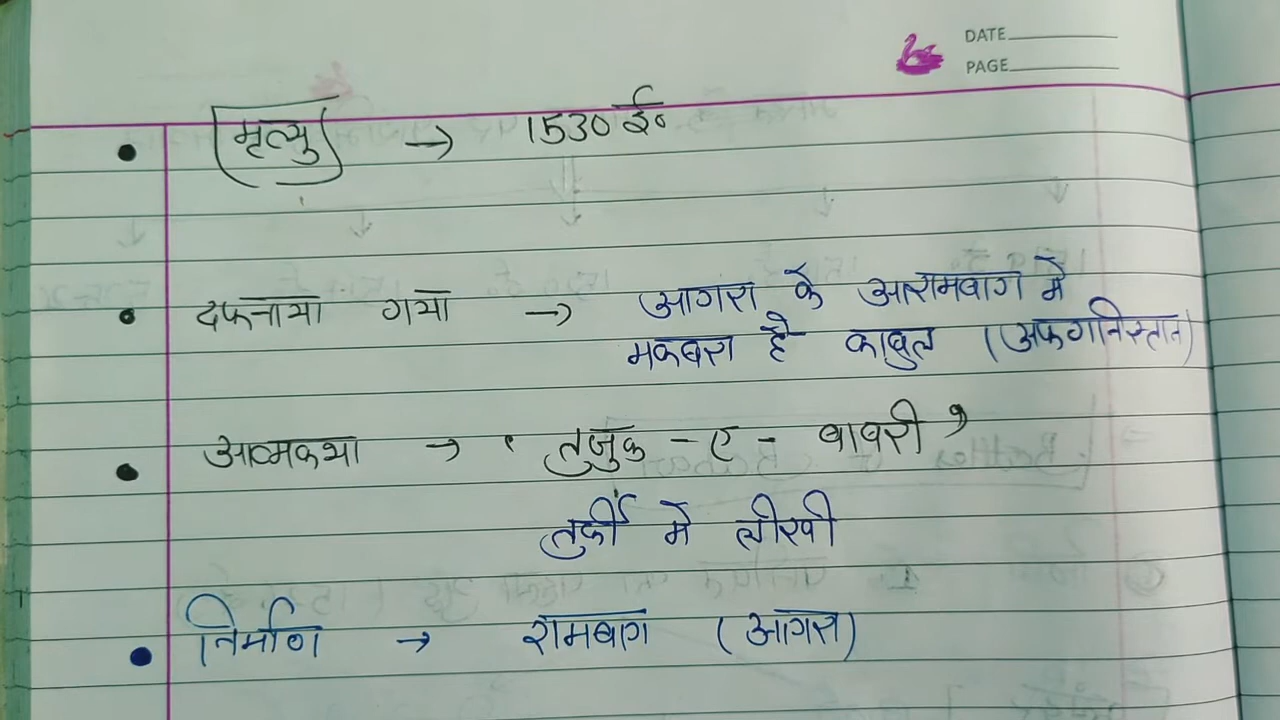 DATE
PAGE
मृत्यु → 1530 ई०
दफनाया गया → आगरा के आरामबाग मे
मकबरा है काबुल (अफगानिस्तान)
आत्मकथा → ' तुजुक - ए - बाबरी '
तुर्की मे लीखी
निर्माण → रामबाग (आगरा)